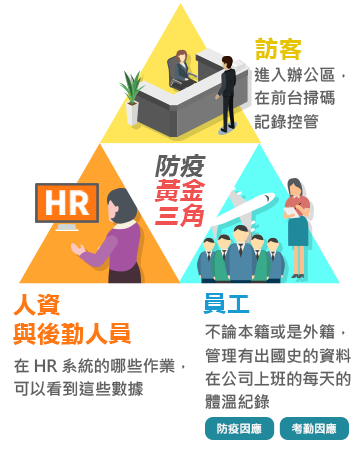 訪客
進入辦公區，
在前台掃碼
記錄控管
防疫
黃金
三角
HR
人資
與後勤人員
在 HR 系統的哪些作業，
可以看到這些數據
員工
不論本籍或是外籍，
管理有出國史的資料
在公司上班的每天的
體溫紀錄
防疫因應
考勤因應